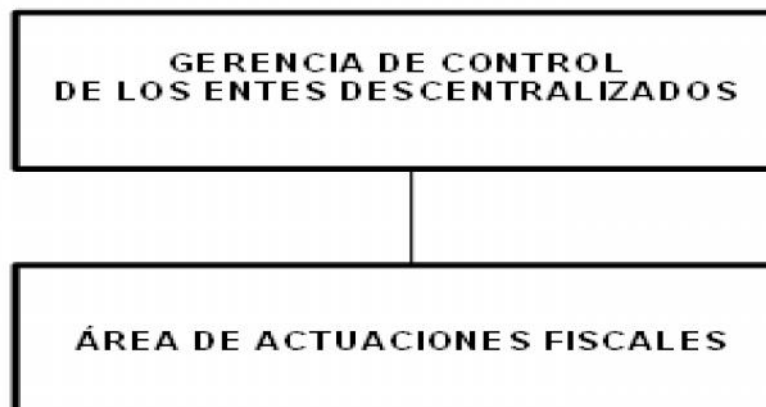 GERENCIA DE CONTROL
DE LOS ENTES DESCENTRALIZADOS
ÁREA DE ACTUACIONES FISCALES